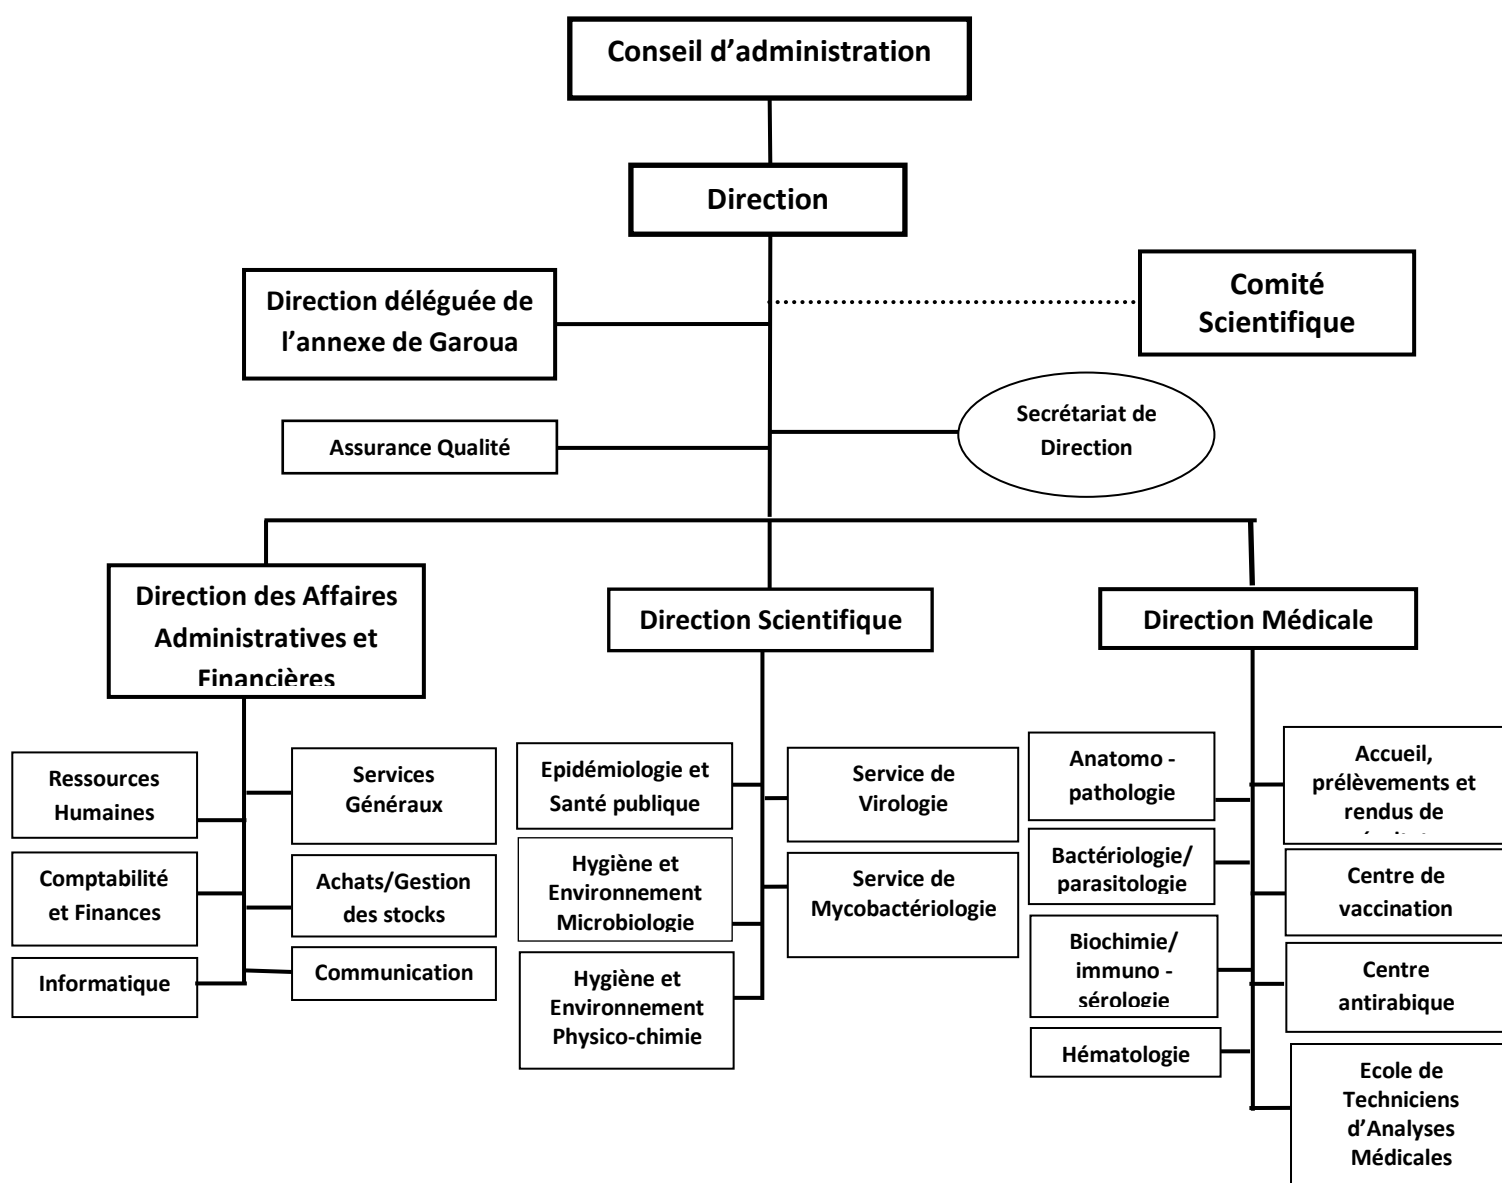 Conseil d’administration
Direction
Direction déléguée de
l’annexe de Garoua
Comité
Scientifique
Secrétariat de
Direction
Assurance Qualité
Direction des Affaires
Administratives et
Financières
Direction Scientifique
Direction Médicale
Ressources
Humaines
Services
Généraux
Comptabilité
et Finances
Achats/Gestion
des stocks
Informatique
Communication
Epidémiologie et
Santé publique
Service de
Virologie
Hygiène et
Environnement
Microbiologie
Service de
Mycobactériologie
Hygiène et
Environnement
Physico-chimie
Anatomo -
pathologie
Accueil,
prélèvements et
rendus de
Bactériologie/
parasitologie
Centre de
vaccination
Biochimie/
immuno -
sérologie
Centre
antirabique
Hématologie
Ecole de
Techniciens
d’Analyses
Médicales